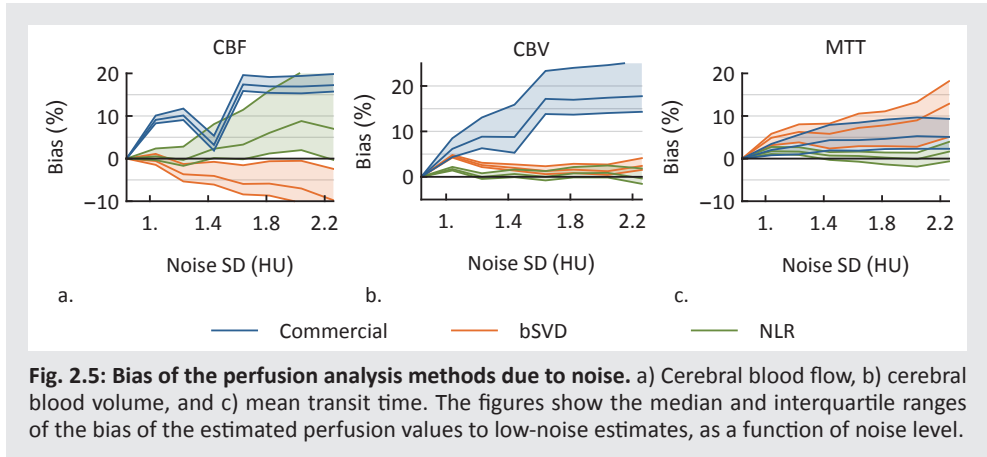 CBF
CBV
MTT
Bias (%)
20
10
0
−10
1.
1.4
1.8
2.2
Noise SD (HU)
a.
Bias (%)
20
10
0
1.
1.4
1.8
2.2
Noise SD (HU)
b.
Bias (%)
20
10
0
−10
1.
1.4
1.8
2.2
Noise SD (HU)
c.
Commercial
bSVD
NLR
Fig. 2.5: Bias of the perfusion analysis methods due to noise. a) Cerebral blood flow, b) cerebral
blood volume, and c) mean transit time. The figures show the median and interquartile ranges
of the bias of the estimated perfusion values to low-noise estimates, as a function of noise level.